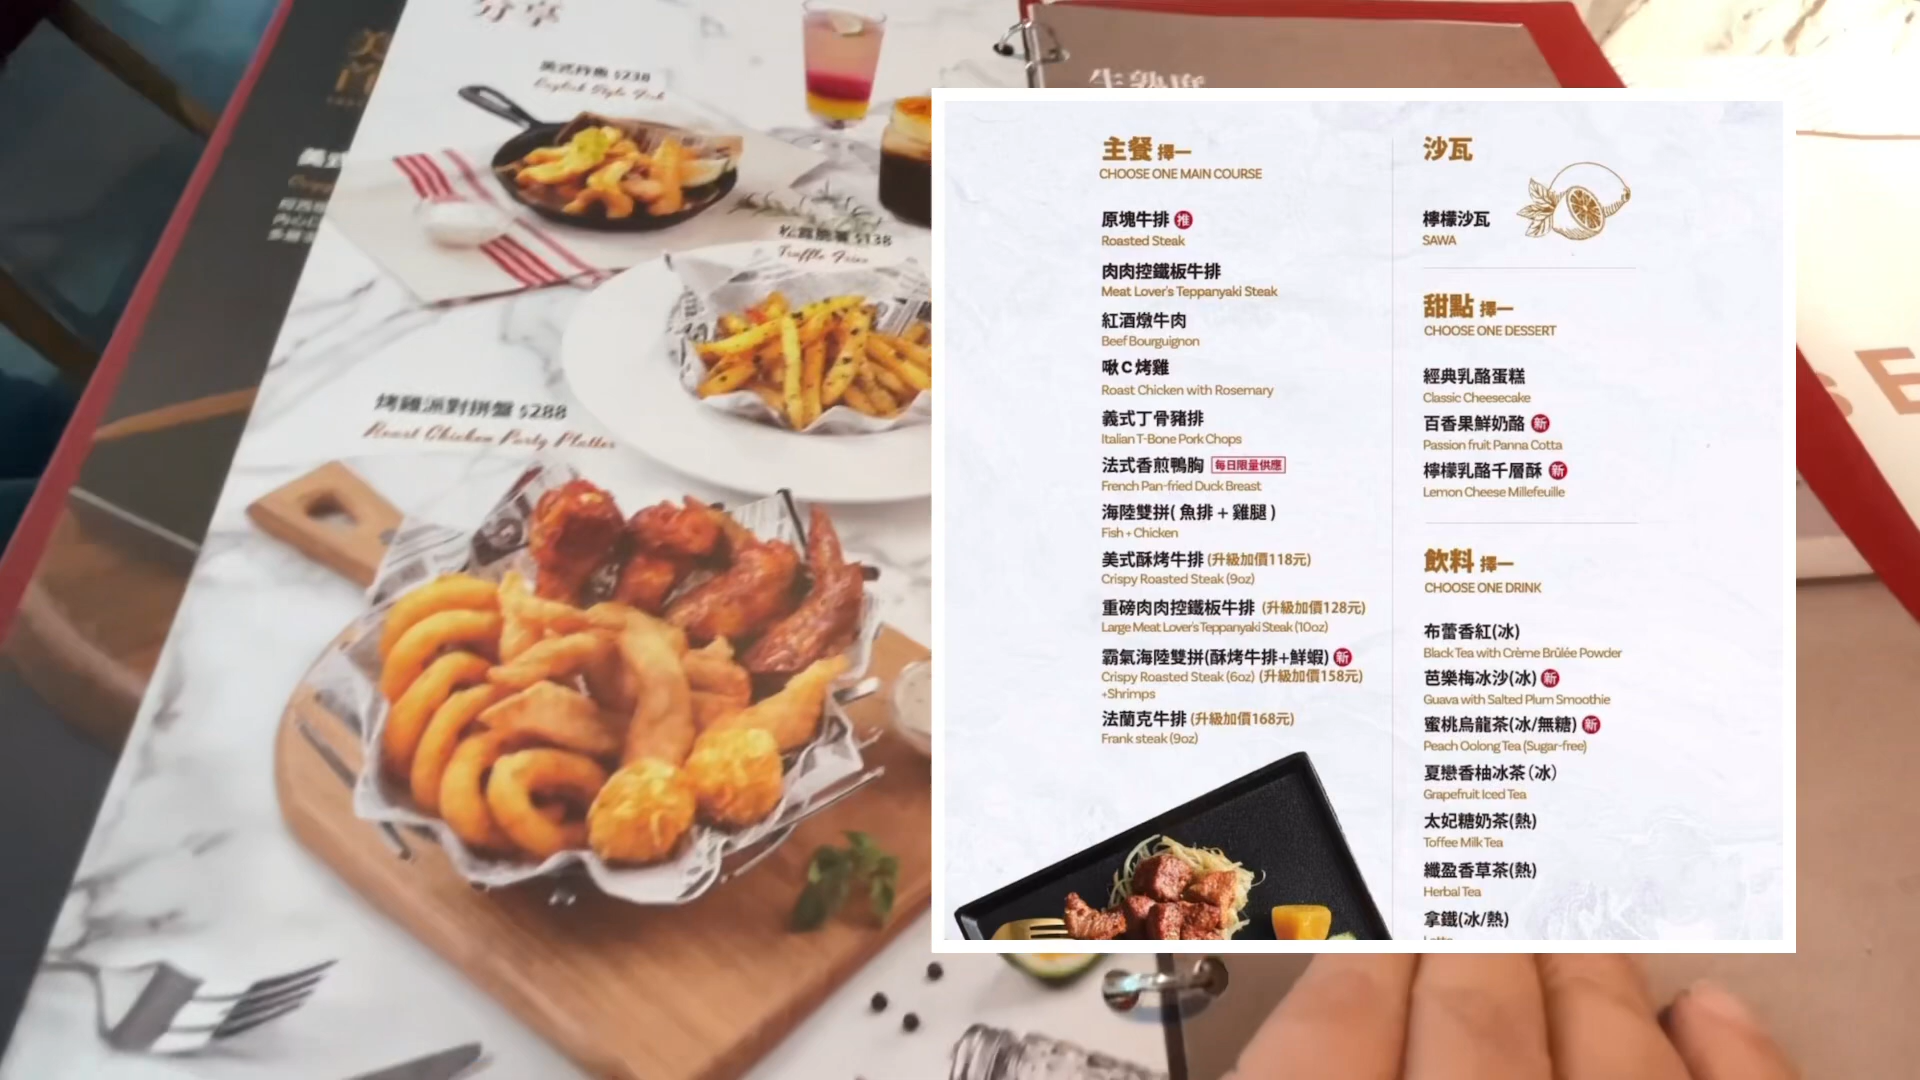 分享
美式炸魚 $238
English Style Fish
松露脆薯 $138
Truffle Fries
烤雞派對拼盤 $288
Roast Chicken Party Platter
生熟度
主餐 擇一
CHOOSE ONE MAIN COURSE
原塊牛排 推
Roasted Steak
肉肉控鐵板牛排
Meat Lover's Teppanyaki Steak
紅酒燉牛肉
Beef Bourguignon
啾C烤雞
Roast Chicken with Rosemary
義式丁骨豬排
Italian T-Bone Pork Chops
法式香煎鴨胸 每日限量供應
French Pan-fried Duck Breast
海陸雙拼( 魚排 + 雞腿 )
Fish + Chicken
美式酥烤牛排 (升級加價118元)
Crispy Roasted Steak (9oz)
重磅肉肉控鐵板牛排 (升級加價128元)
Large Meat Lover's Teppanyaki Steak (10oz)
霸氣海陸雙拼(酥烤牛排+鮮蝦) 新
Crispy Roasted Steak (6oz) (升級加價158元)
+Shrimps
法蘭克牛排 (升級加價168元)
Frank steak (9oz)
沙瓦
檸檬沙瓦
SAWA
甜點 擇一
CHOOSE ONE DESSERT
經典乳酪蛋糕
Classic Cheesecake
百香果鮮奶酪 新
Passion fruit Panna Cotta
檸檬乳酪千層酥 新
Lemon Cheese Millefeuille
飲料 擇一
CHOOSE ONE DRINK
布蕾香紅(冰)
Black Tea with Crème Brûlée Powder
芭樂梅冰沙(冰) 新
Guava with Salted Plum Smoothie
蜜桃烏龍茶(冰/無糖) 新
Peach Oolong Tea (Sugar-free)
夏戀香柚冰茶(冰)
Grapefruit Iced Tea
太妃糖奶茶(熱)
Toffee Milk Tea
纖盈香草茶(熱)
Herbal Tea
拿鐵(冰/熱)